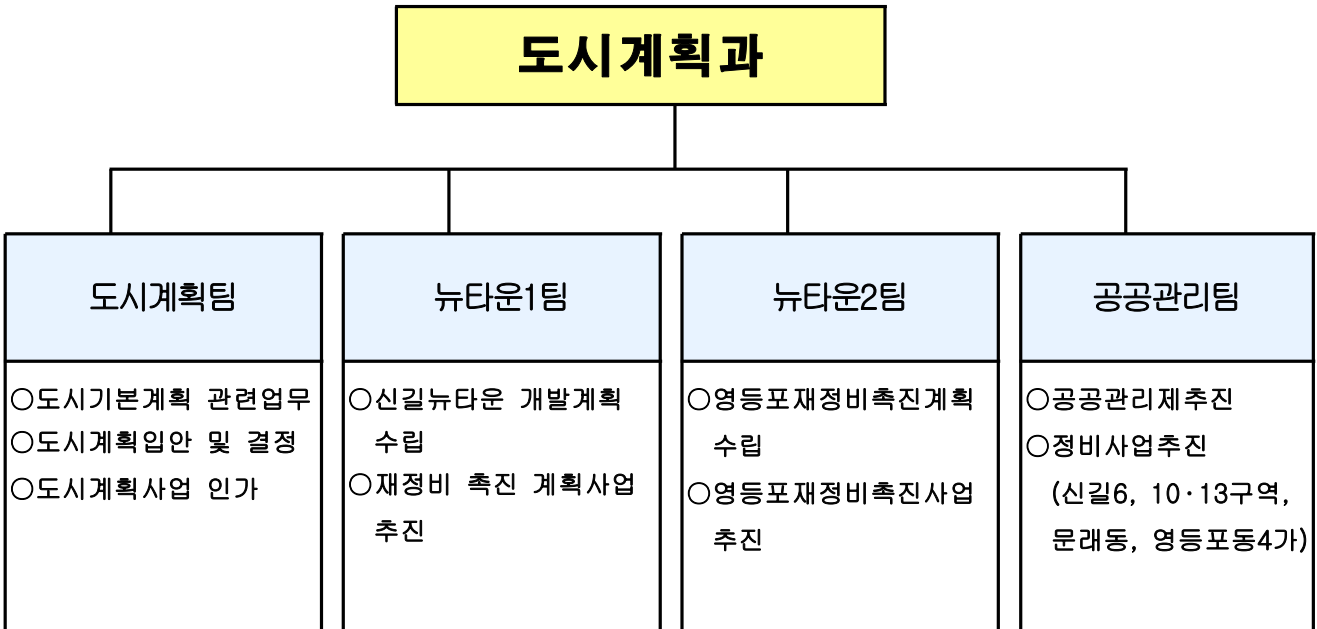 도시계획과
도시계획팀
○도시기본계획 관련업무
○도시계획입안 및 결정
○도시계획사업 인가
뉴타운1팀
○신길뉴타운 개발계획
수립
○재정비 촉진 계획사업
추진
뉴타운2팀
○영등포재정비촉진계획
수립
○영등포재정비촉진사업
추진
공공관리팀
○공공관리제추진
○정비사업추진
(신길6, 10·13구역,
문래동, 영등포동4가)